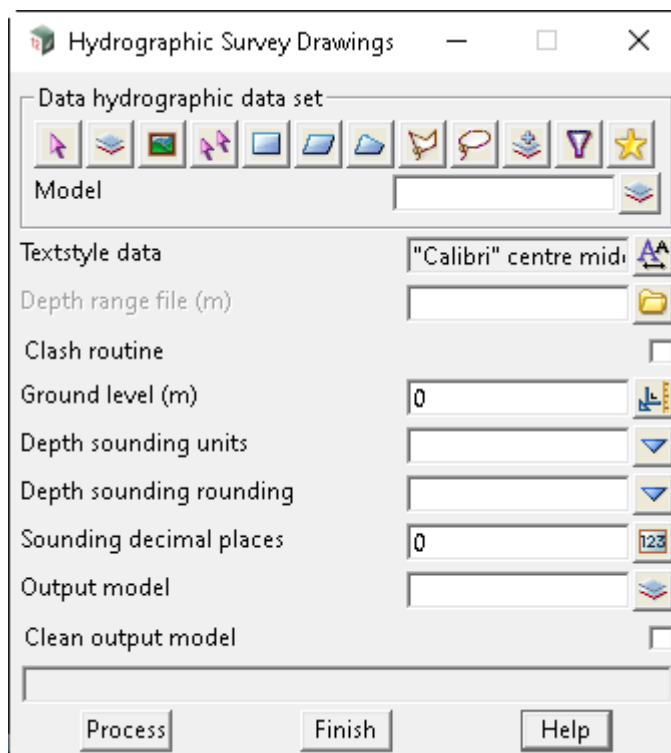 Hydrographic Survey Drawings
Data hydrographic data set
Model
Textstyle data "Calibri" centre mid
Depth range file (m)
Clash routine
Ground level (m) 0
Depth sounding units
Depth sounding rounding
Sounding decimal places 0 123
Output model
Clean output model
Process Finish Help